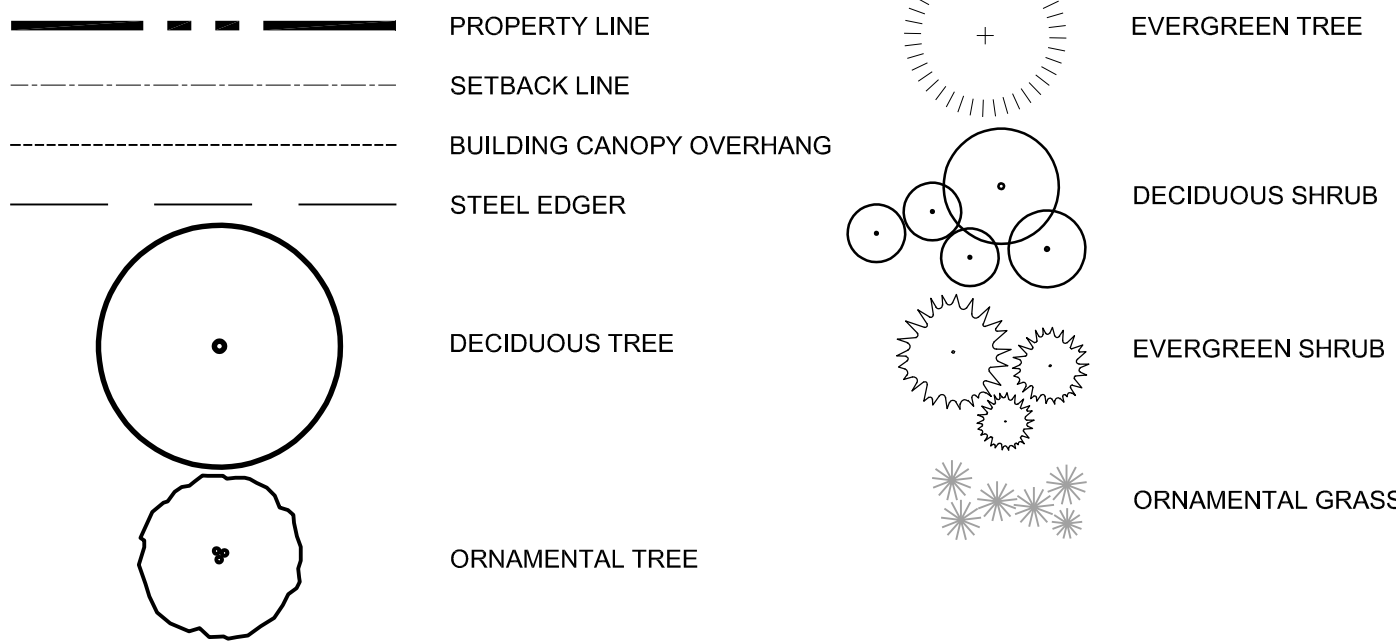 PROPERTY LINE
SETBACK LINE
BUILDING CANOPY OVERHANG
STEEL EDGER
DECIDUOUS TREE
ORNAMENTAL TREE
EVERGREEN TREE
DECIDUOUS SHRUB
EVERGREEN SHRUB
ORNAMENTAL GRASS